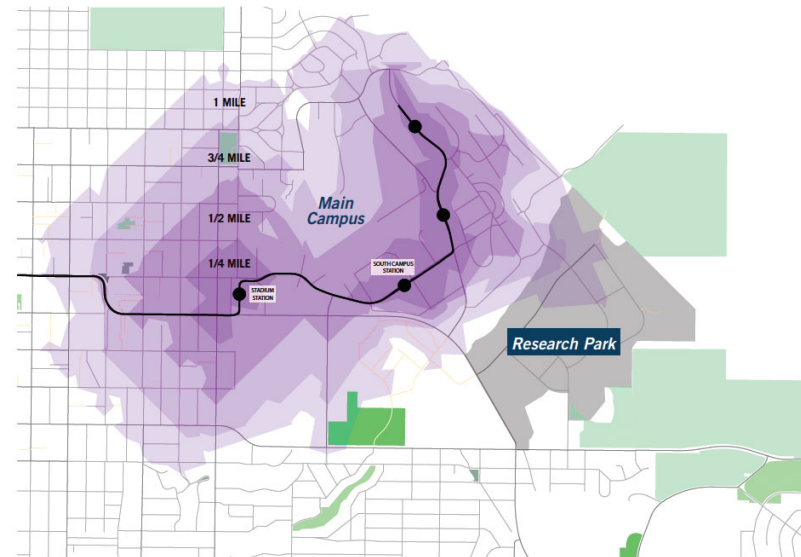 1 MILE
3/4 MILE
Main
Campus
1/2 MILE
1/4 MILE
SOUTH CAMPUS
STATION
STADIUM
STATION
Research Park